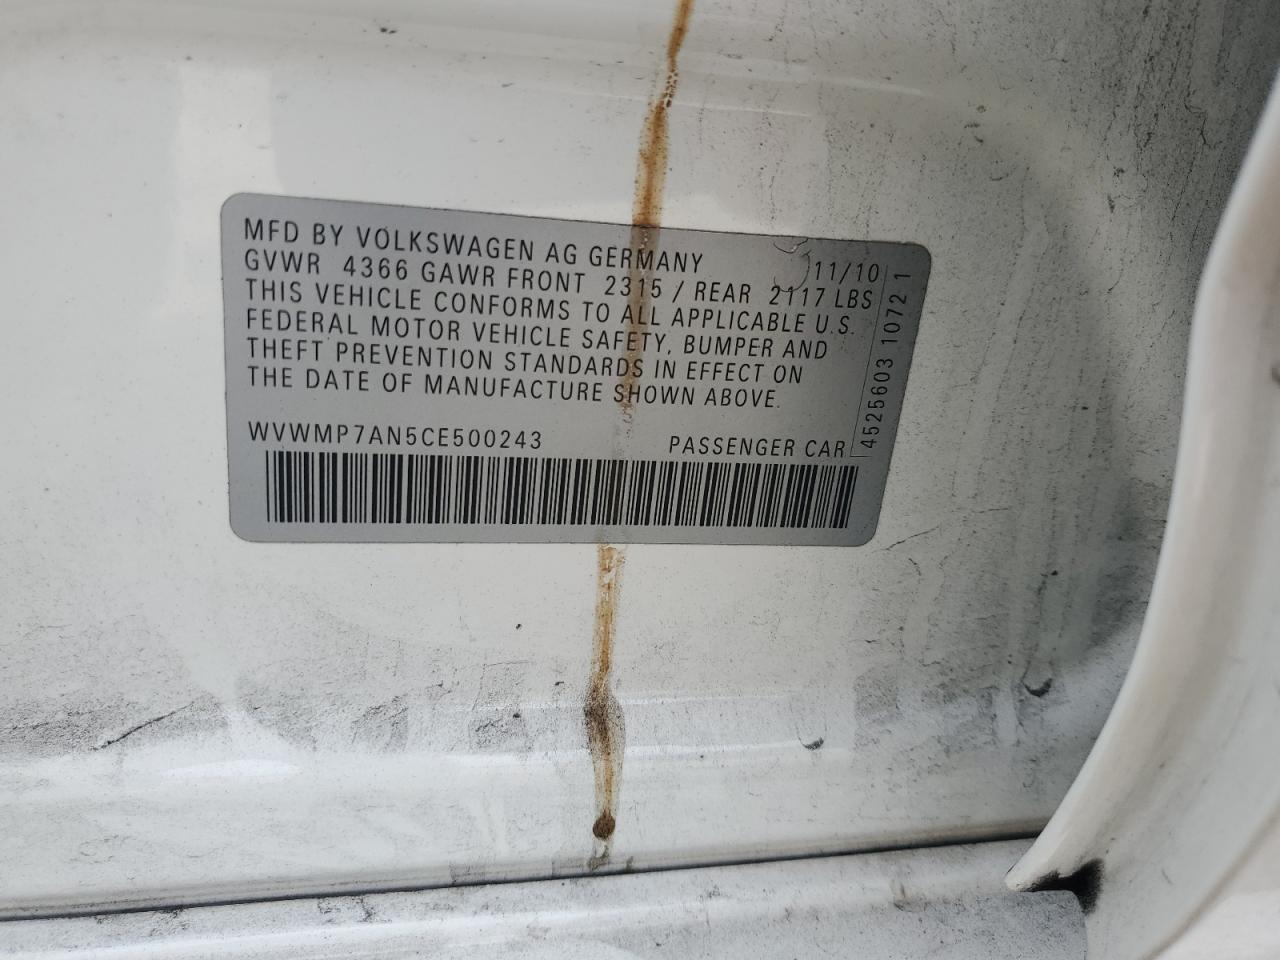 MFD BY VOLKSWAGEN AG GERMANY 11/10
GVWR 4366 GAWR FRONT 2315 / REAR 2117 LBS
THIS VEHICLE CONFORMS TO ALL APPLICABLE U.S.
FEDERAL MOTOR VEHICLE SAFETY, BUMPER AND
THEFT PREVENTION STANDARDS IN EFFECT ON
THE DATE OF MANUFACTURE SHOWN ABOVE.
WVWMP7AN5CE500243 PASSENGER CAR
4525603 1072 1